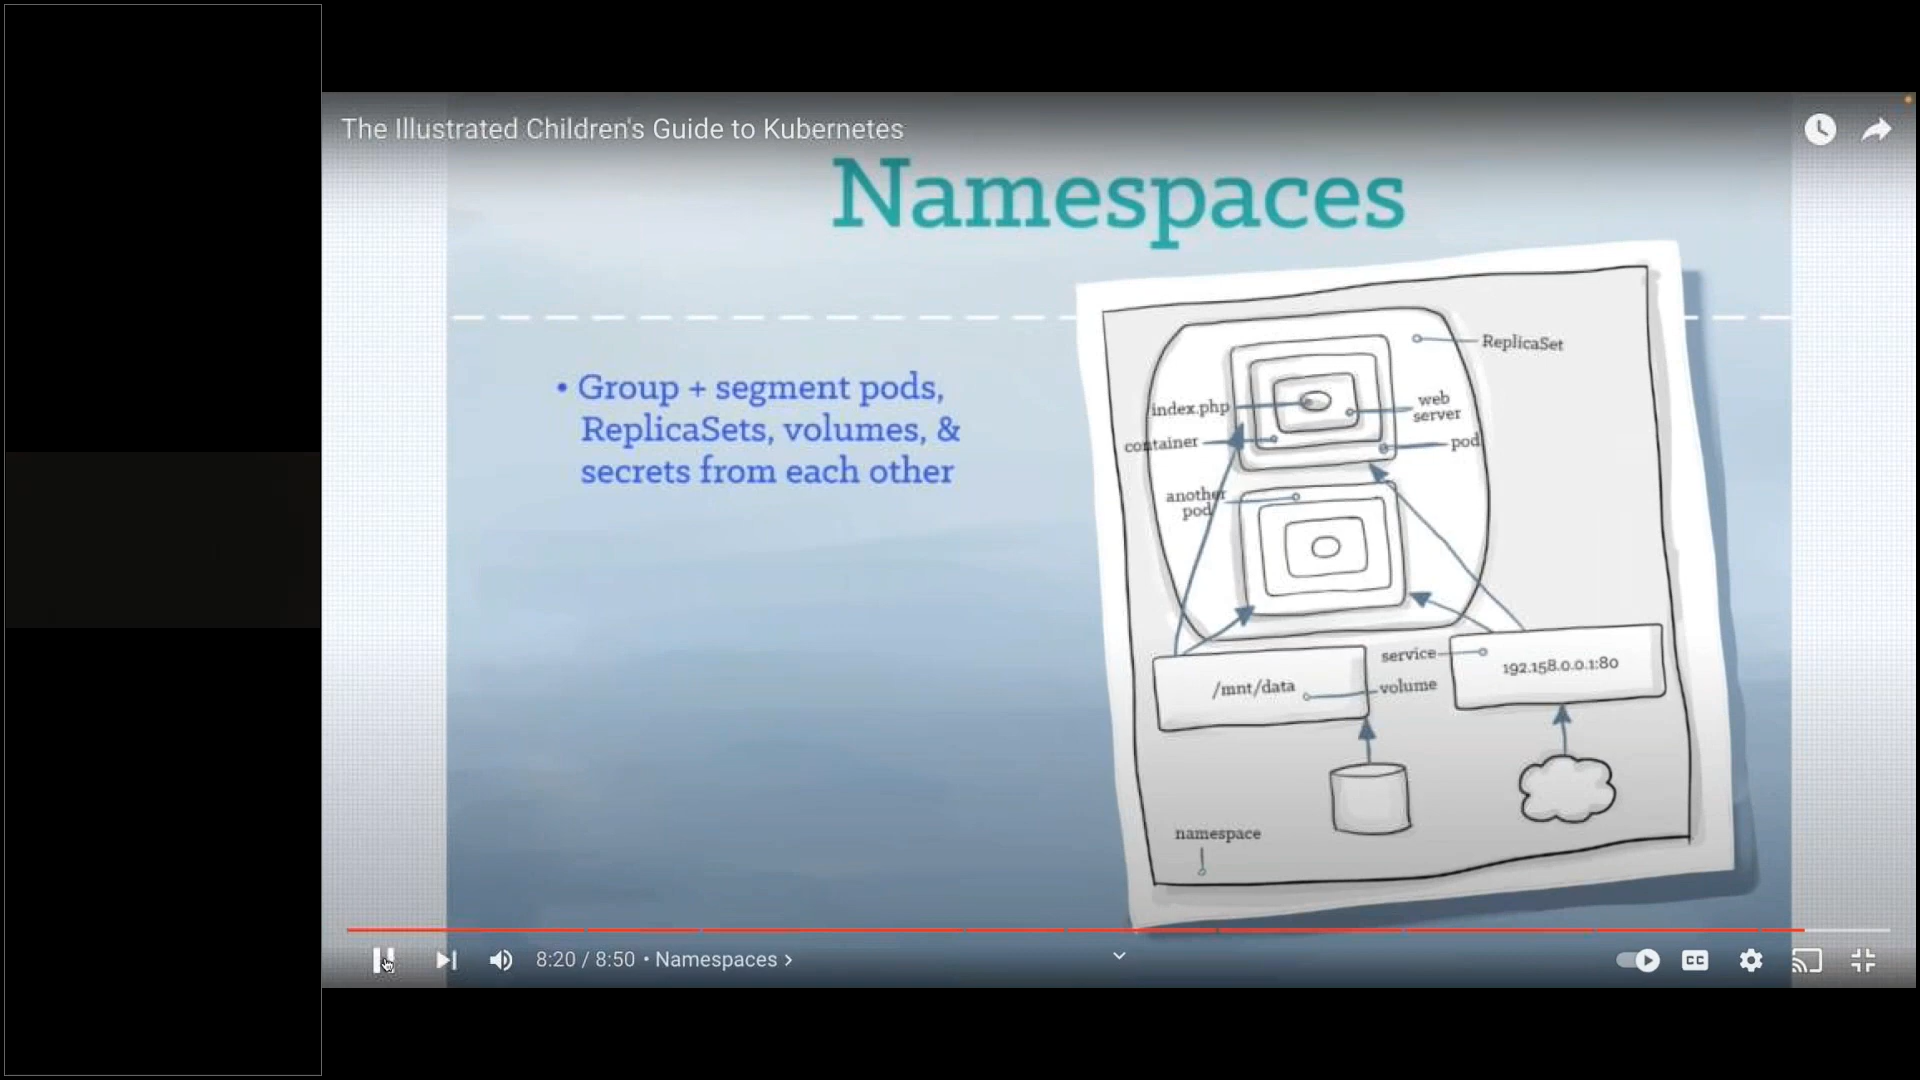 The Illustrated Children's Guide to Kubernetes
Namespaces
• Group + segment pods,
ReplicaSets, volumes, &
secrets from each other
ReplicaSet
index.php
web
server
container
pod
another
pod
service
192.158.0.0.1:80
/mnt/data
volume
namespace
8:20 / 8:50 • Namespaces >
CC